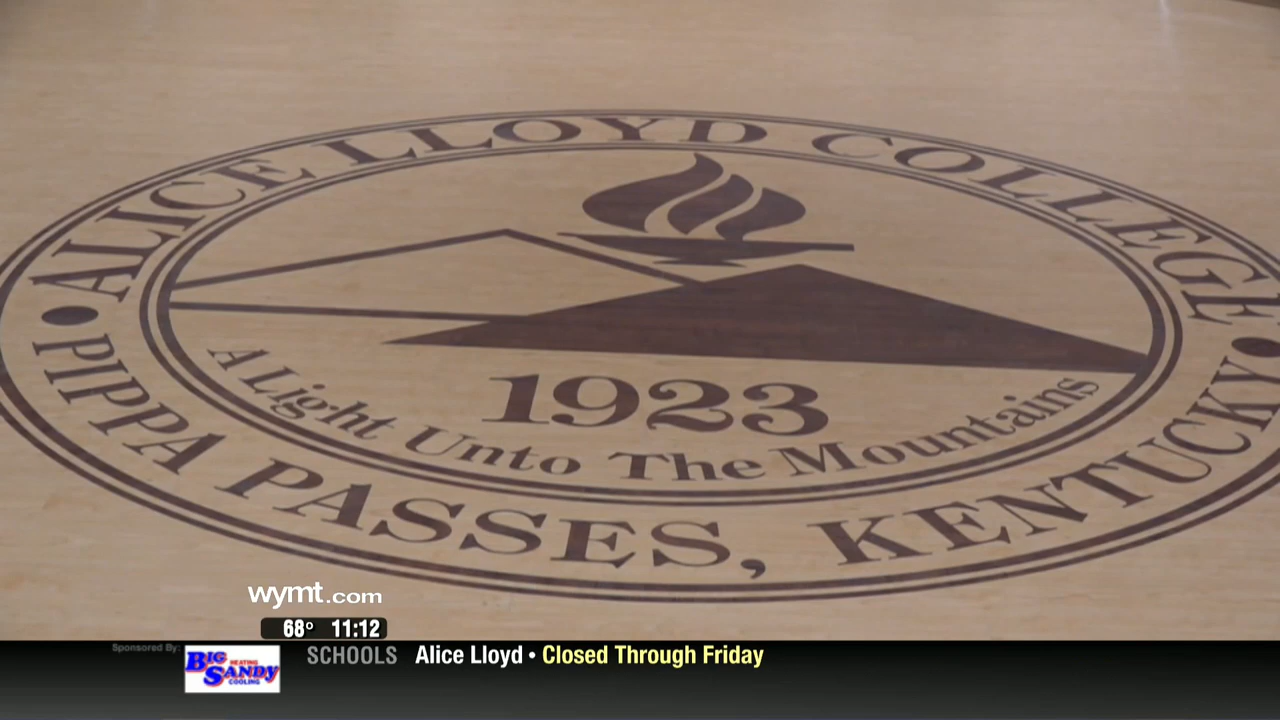 ALICE LLOYD COLLEGE
1923
A Light Unto The Mountains
PIPPA PASSES, KENTUCKY
wymt.com
68° 11:12
Sponsored By:
BIG SANDY
HEATING
COOLING
SCHOOLS Alice Lloyd • Closed Through Friday